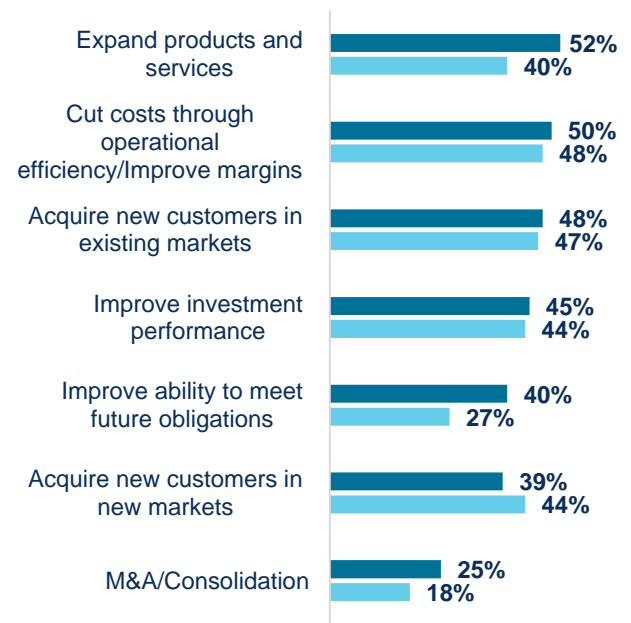 Expand products and
services
52%
40%
Cut costs through
operational
efficiency/Improve margins
50%
48%
Acquire new customers in
existing markets
48%
47%
Improve investment
performance
45%
44%
Improve ability to meet
future obligations
40%
27%
Acquire new customers in
new markets
39%
44%
M&A/Consolidation
25%
18%